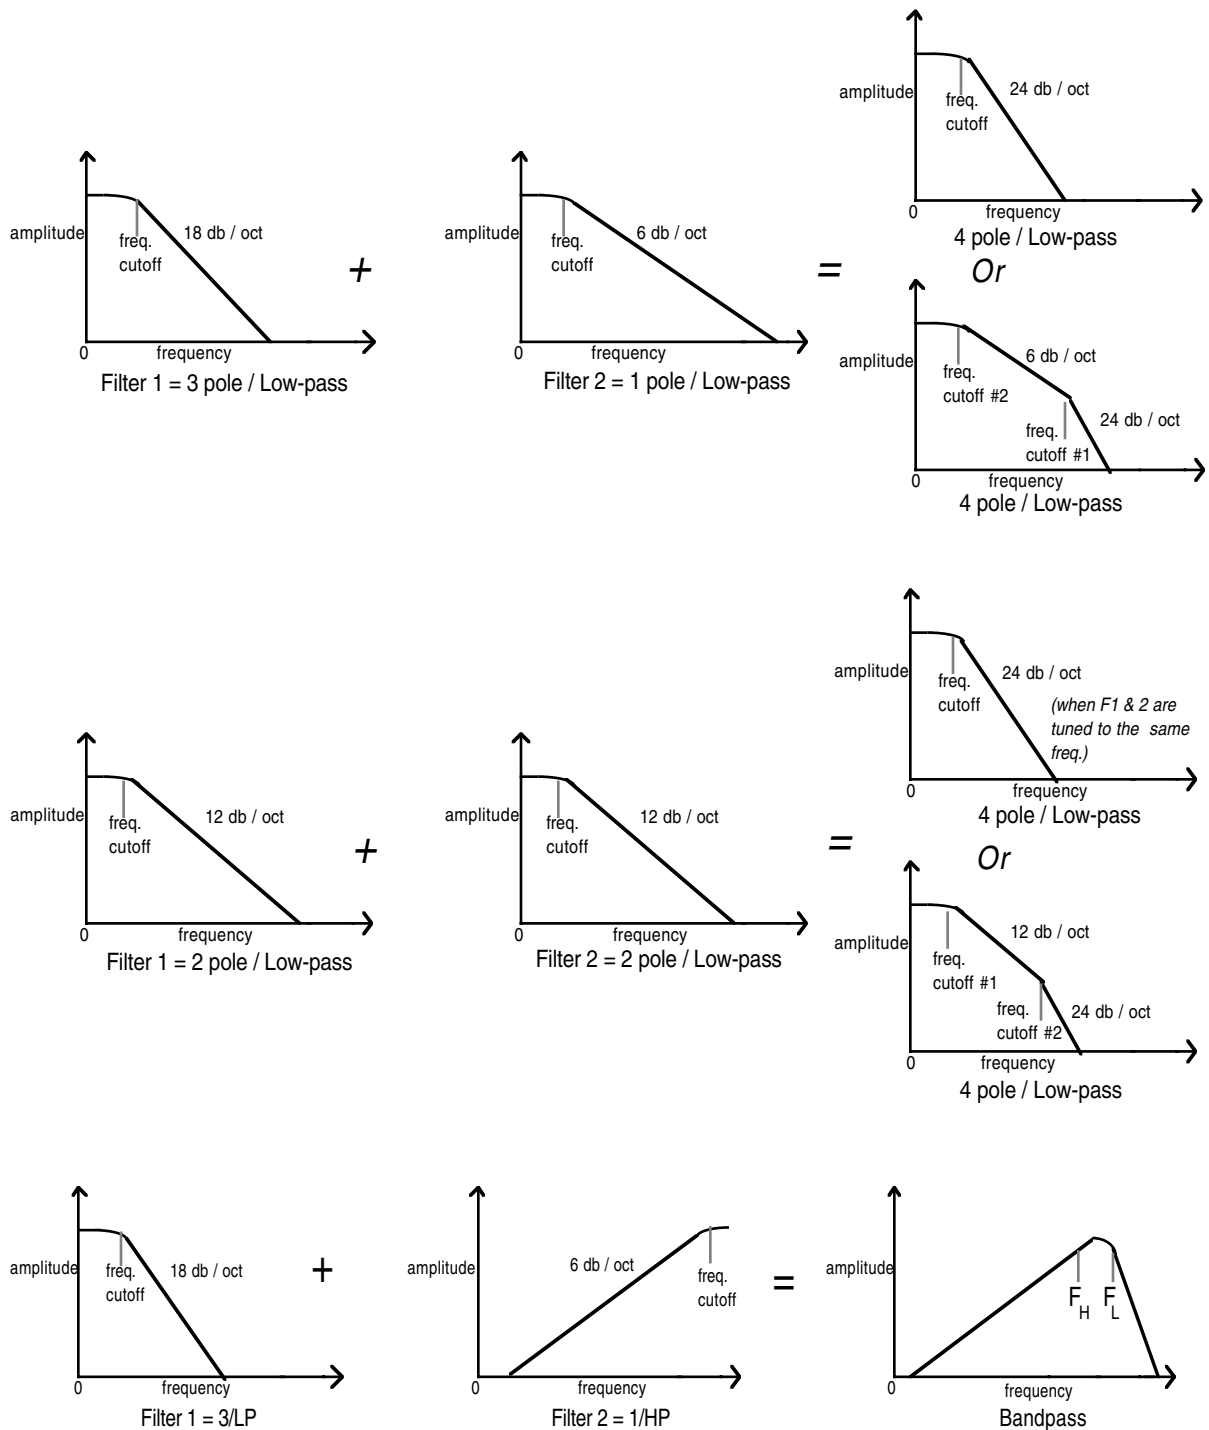 amplitude
18 db / oct
freq.
cutoff
0
frequency
Filter 1 = 3 pole / Low-pass
+
amplitude
6 db / oct
freq.
cutoff
0
frequency
Filter 2 = 1 pole / Low-pass
=
amplitude
24 db / oct
freq.
cutoff
0
frequency
4 pole / Low-pass
Or
amplitude
6 db / oct
freq.
cutoff #2
24 db / oct
freq.
cutoff #1
0
frequency
4 pole / Low-pass
amplitude
12 db / oct
freq.
cutoff
0
frequency
Filter 1 = 2 pole / Low-pass
+
amplitude
12 db / oct
freq.
cutoff
0
frequency
Filter 2 = 2 pole / Low-pass
=
amplitude
24 db / oct
freq.
cutoff
(when F1 & 2 are
tuned to the same
freq.)
0
frequency
4 pole / Low-pass
Or
amplitude
12 db / oct
freq.
cutoff #1
freq.
cutoff #2
24 db / oct
0
frequency
4 pole / Low-pass
amplitude
18 db / oct
freq.
cutoff
0
frequency
Filter 1 = 3/LP
+
amplitude
6 db / oct
freq.
cutoff
0
frequency
Filter 2 = 1/HP
=
amplitude
FH FL
0
frequency
Bandpass